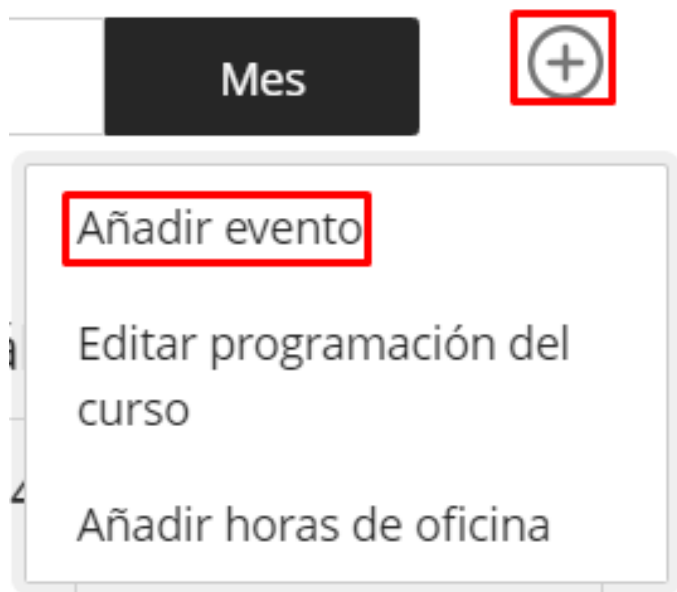 Mes
Añadir evento
Editar programación del
curso
Añadir horas de oficina